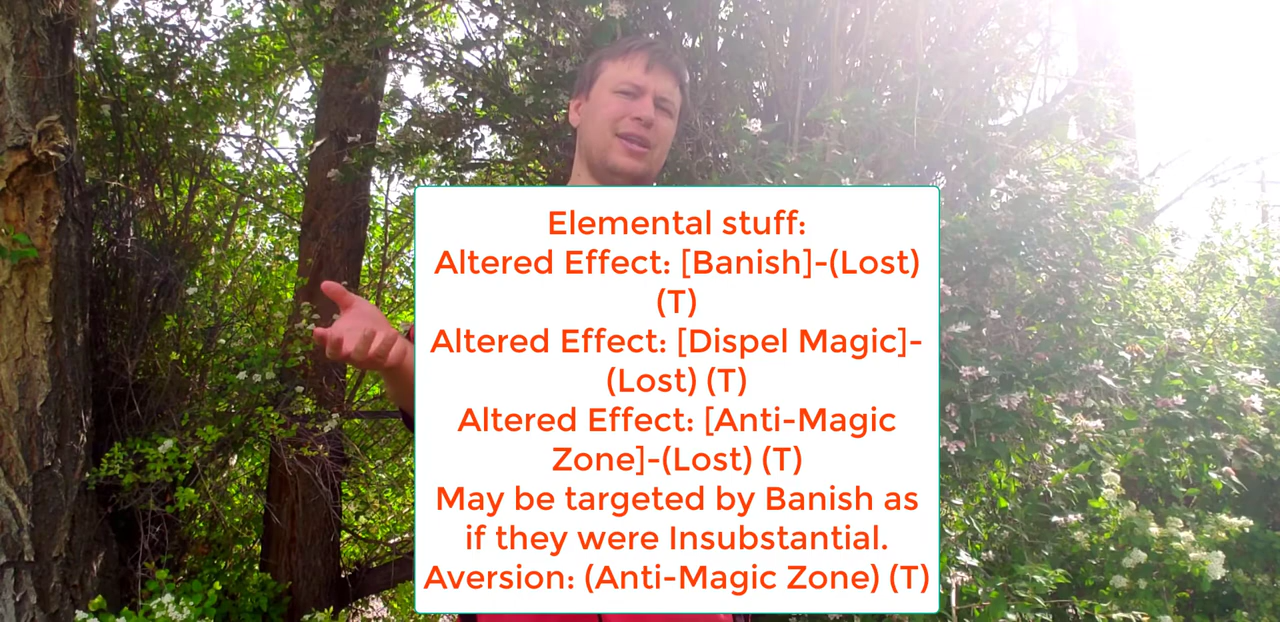 Elemental stuff:
Altered Effect: [Banish]-(Lost)
(T)
Altered Effect: [Dispel Magic]-
(Lost) (T)
Altered Effect: [Anti-Magic
Zone]-(Lost) (T)
May be targeted by Banish as
if they were Insubstantial.
Aversion: (Anti-Magic Zone) (T)